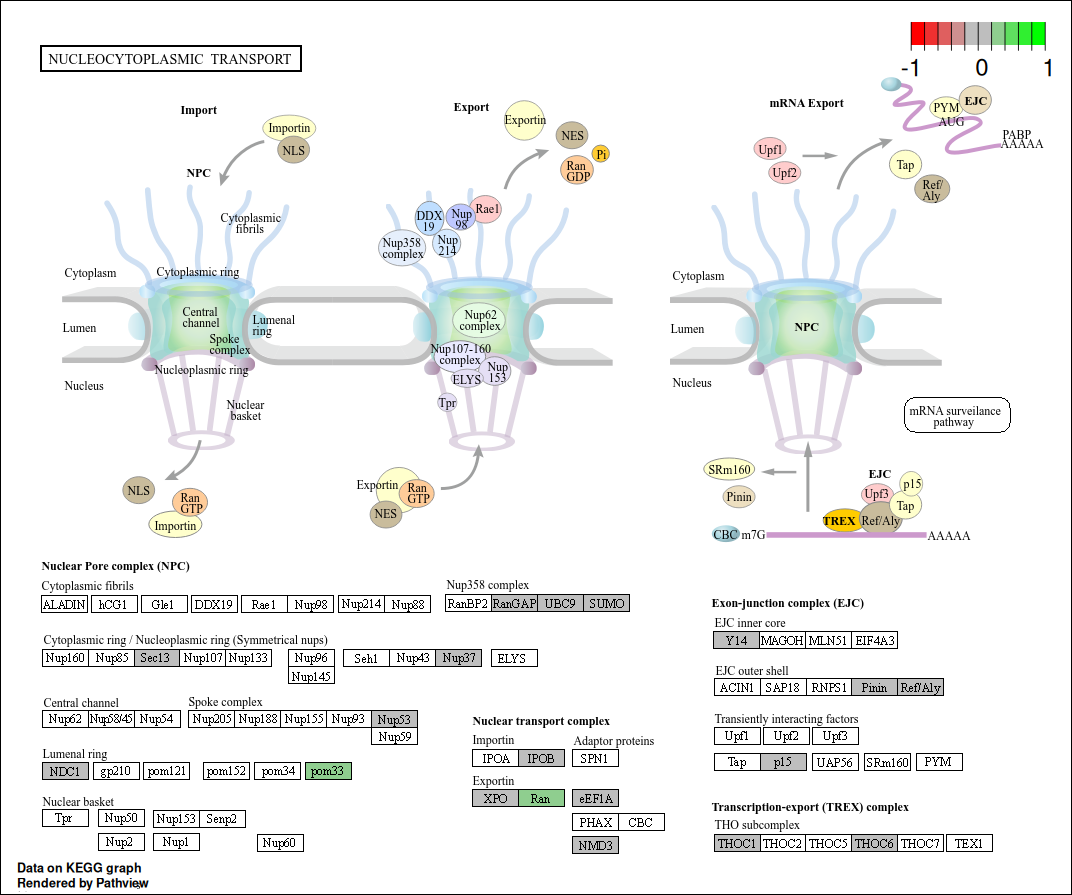 NUCLEOCYTOPLASMIC TRANSPORT
-1 0 1
Import
Importin
NLS
NPC
Cytoplasmic
fibrils
Cytoplasm
Cytoplasmic ring
Central
channel
Lumenal
ring
Lumen
Spoke
complex
Nucleoplasmic ring
Nucleus
Nuclear
basket
NLS
Ran
GTP
Importin
Export
Exportin
NES
Pi
Ran
GDP
DDX
19
Nup
98
Rae1
Nup358
complex
Nup
214
Nup62
complex
Nup107-160
complex
Nup
153
ELYS
Tpr
Exportin
Ran
GTP
NES
mRNA Export
PYM
EJC
AUG
PABP
AAAAA
Upf1
Upf2
Tap
Ref/
Aly
Cytoplasm
Lumen
NPC
Nucleus
mRNA surveilance
pathway
SRm160
Pinin
EJC
Upf3
p15
Tap
TREX
Ref/Aly
CBC m7G
AAAAA
Nuclear Pore complex (NPC)
Cytoplasmic fibrils
ALADIN hCG1 Gle1 DDX19 Rae1 Nup98 Nup214 Nup88
Nup358 complex
RanBP2 RanGAP UBC9 SUMO
Cytoplasmic ring / Nucleoplasmic ring (Symmetrical nups)
Nup160 Nup85 Sec13 Nup107 Nup133 Nup96 Seh1 Nup43 Nup37 ELYS
Nup145
Central channel
Nup62 Nup58/45 Nup54
Spoke complex
Nup205 Nup188 Nup155 Nup93 Nup53
Nup59
Lumenal ring
NDC1 gp210 pom121 pom152 pom34 pom33
Nuclear basket
Tpr Nup50 Nup153 Senp2
Nup2 Nup1 Nup60
Nuclear transport complex
Importin
IPOA IPOB
Adaptor proteins
SPN1
Exportin
XPO Ran eEF1A
PHAX CBC
NMD3
Exon-junction complex (EJC)
EJC inner core
Y14 MAGOH MLN51 EIF4A3
EJC outer shell
ACIN1 SAP18 RNPS1 Pinin Ref/Aly
Transiently interacting factors
Upf1 Upf2 Upf3
Tap p15 UAP56 SRm160 PYM
Transcription-export (TREX) complex
THO subcomplex
THOC1 THOC2 THOC5 THOC6 THOC7 TEX1
Data on KEGG graph
Rendered by Pathview